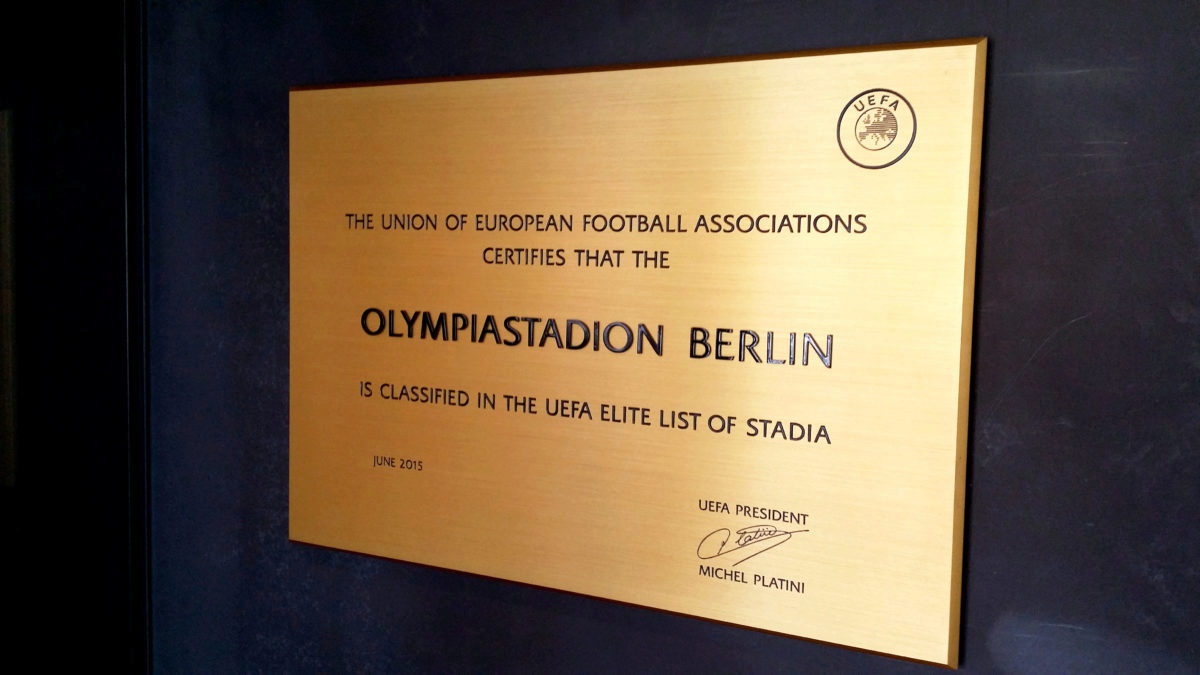 UEFA
THE UNION OF EUROPEAN FOOTBALL ASSOCIATIONS
CERTIFIES THAT THE
OLYMPIASTADION BERLIN
IS CLASSIFIED IN THE UEFA ELITE LIST OF STADIA
JUNE 2015
UEFA PRESIDENT
Platini
MICHEL PLATINI